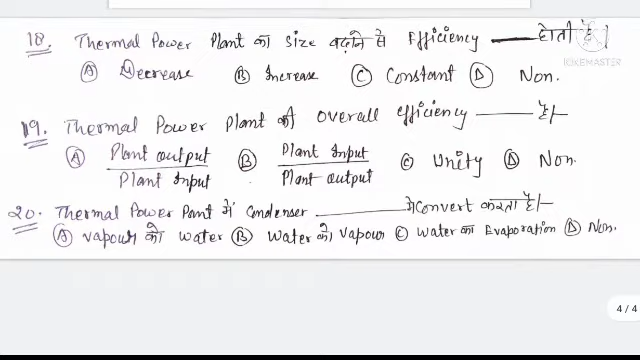 18. Thermal Power Plant का Size बढ़ाने से Efficiency ——— होती है।
Ⓐ Decrease Ⓑ Increase Ⓒ Constant Ⓓ Non.
KINEMASTER
19. Thermal Power Plant की Overall efficiency ——— है।
Ⓐ Plant output / Plant Input Ⓑ Plant Input / Plant output Ⓒ Unity Ⓓ Non.
20. Thermal Power Pant में Condenser ——— में convert करता है।
Ⓐ Vapour को water Ⓑ Water को vapour Ⓒ Water का Evaporation Ⓓ Non.
4/4